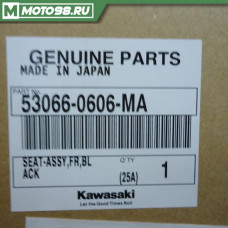 MOTO98.RU
GENUINE PARTS
MADE IN JAPAN
PART No.
53066-0606-MA
SEAT-ASSY,FR,BL
ACK
Q'TY
(25A) 1
Kawasaki
Let the Good Times Roll